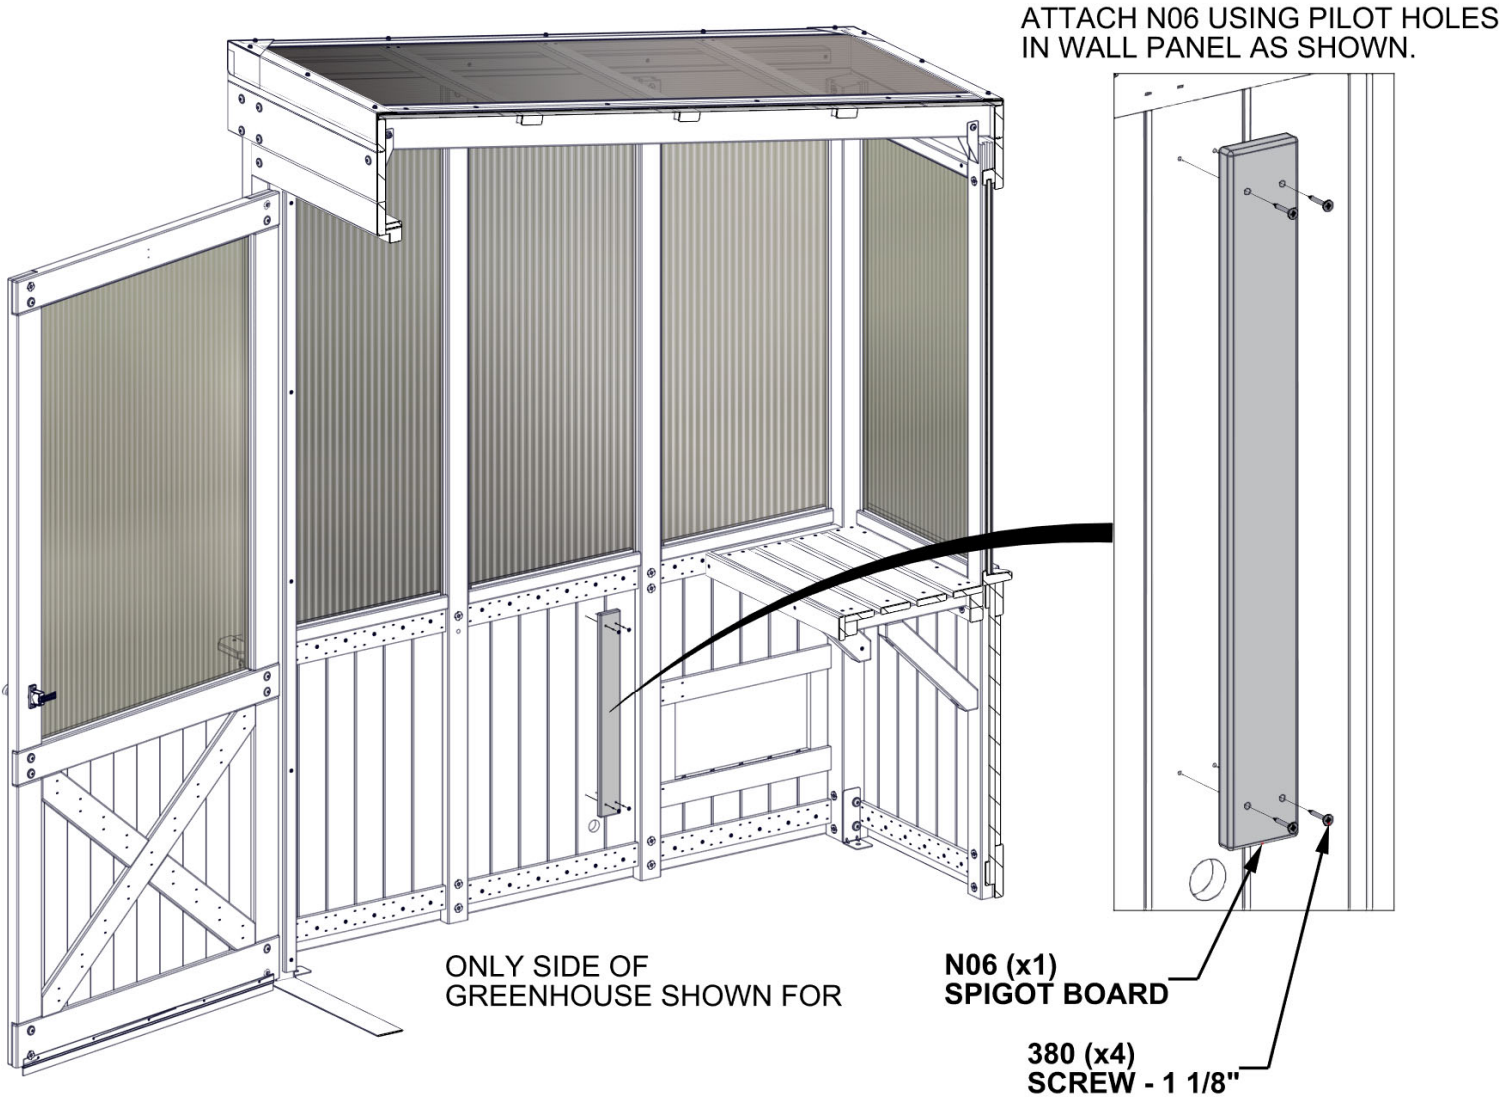 ATTACH N06 USING PILOT HOLES
IN WALL PANEL AS SHOWN.
ONLY SIDE OF
GREENHOUSE SHOWN FOR
N06 (x1)
SPIGOT BOARD
380 (x4)
SCREW - 1 1/8"